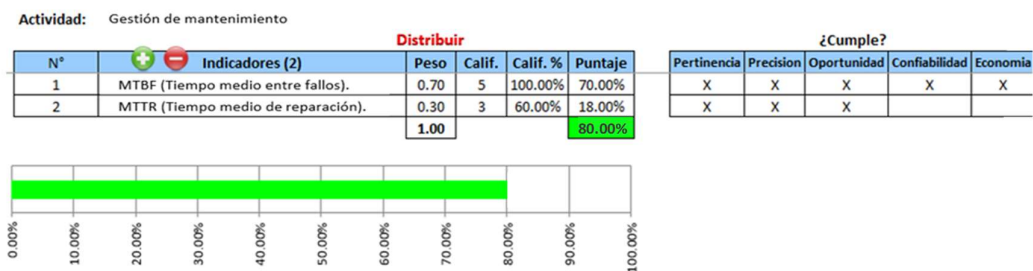 Actividad: Gestión de mantenimiento
Distribuir ¿Cumple?
N° Indicadores (2) Peso Calif. Calif. % Puntaje Pertinencia Precision Oportunidad Confiabilidad Economia
1 MTBF (Tiempo medio entre fallos). 0.70 5 100.00% 70.00% X X X X X
2 MTTR (Tiempo medio de reparación). 0.30 3 60.00% 18.00% X X X
1.00 80.00%
0.00% 10.00% 20.00% 30.00% 40.00% 50.00% 60.00% 70.00% 80.00% 90.00% 100.00%